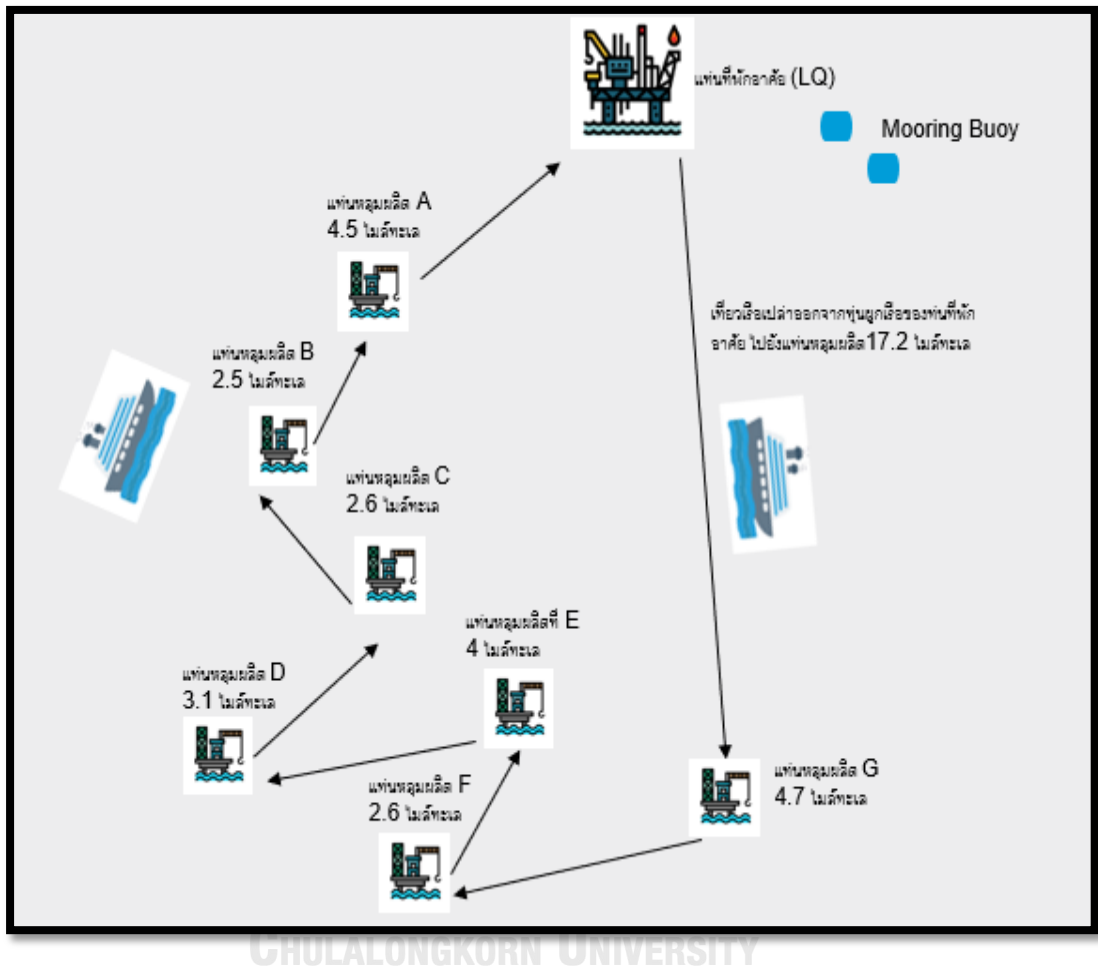 แท่นที่พักอาศัย (LQ)
Mooring Buoy
แท่นหลุมผลิต A
4.5 ไมล์ทะเล
เที่ยวเรือเปล่าออกจากทุ่นผูกเรือของท่นที่พัก
อาศัย ไปยังแท่นหลุมผลิต17.2 ไมล์ทะเล
แท่นหลุมผลิต B
2.5 ไมล์ทะเล
แท่นหลุมผลิต C
2.6 ไมล์ทะเล
แท่นหลุมผลิตที่ E
4 ไมล์ทะเล
แท่นหลุมผลิต D
3.1 ไมล์ทะเล
แท่นหลุมผลิต G
4.7 ไมล์ทะเล
แท่นหลุมผลิต F
2.6 ไมล์ทะเล
CHULALONGKORN UNIVERSITY